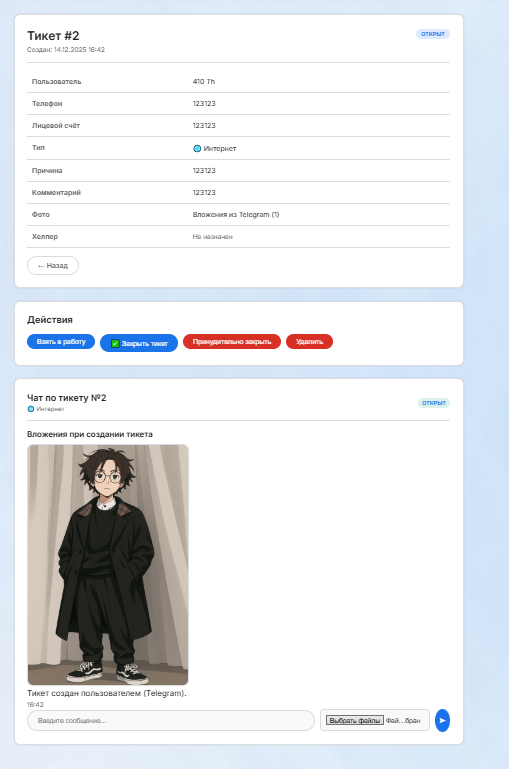 Тикет #2
ОТКРЫТ
Создан: 14.12.2025 16:42
Пользователь 410 Th
Телефон 123123
Лицевой счёт 123123
Тип Интернет
Причина 123123
Комментарий 123123
Фото Вложения из Telegram (1)
Хелпер Не назначен
← Назад
Действия
Взять в работу ✅ Закрыть тикет Принудительно закрыть Удалить
Чат по тикету №2
ОТКРЫТ
Интернет
Вложения при создании тикета
Тикет создан пользователем (Telegram).
16:42
Введите сообщение... Выбрать файлы Фай...бран